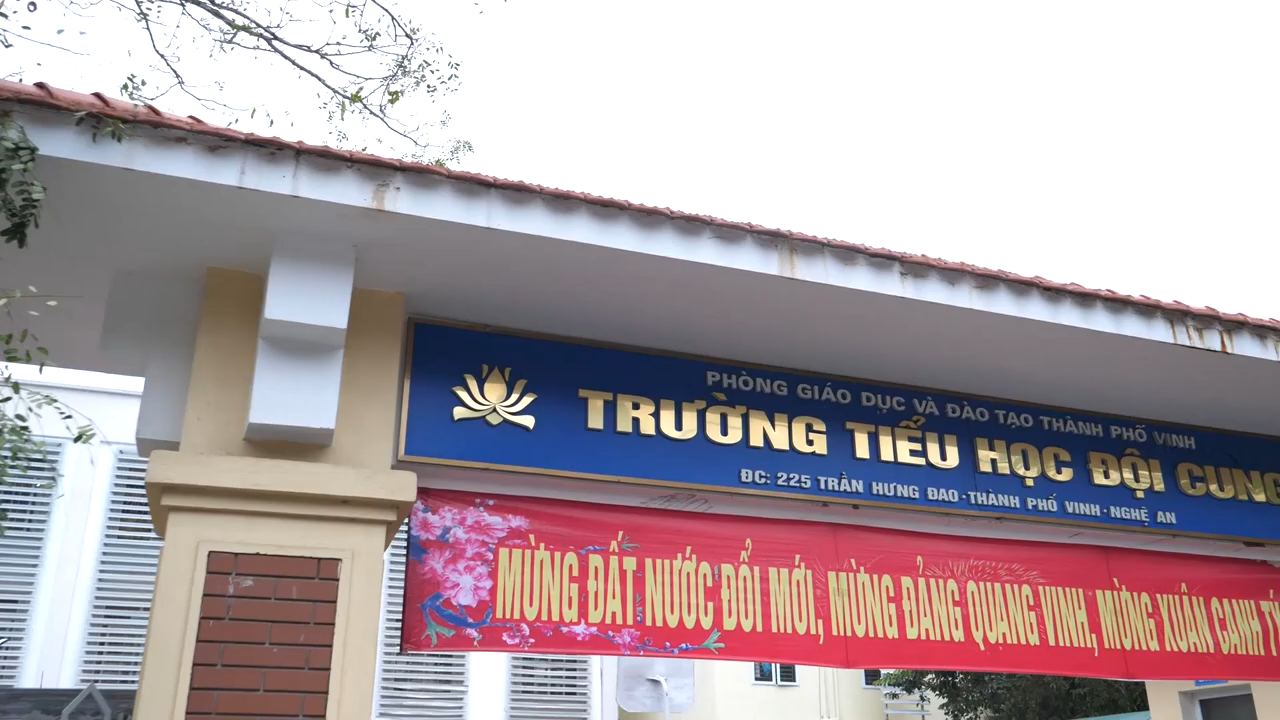 PHÒNG GIÁO DỤC VÀ ĐÀO TẠO THÀNH PHỐ VINH
TRƯỜNG TIỂU HỌC ĐỘI CUNG
ĐC: 225 TRẦN HƯNG ĐẠO - THÀNH PHỐ VINH - NGHỆ AN
MỪNG ĐẤT NƯỚC ĐỔI MỚI, MỪNG ĐẢNG QUANG VINH, MỪNG XUÂN CANH